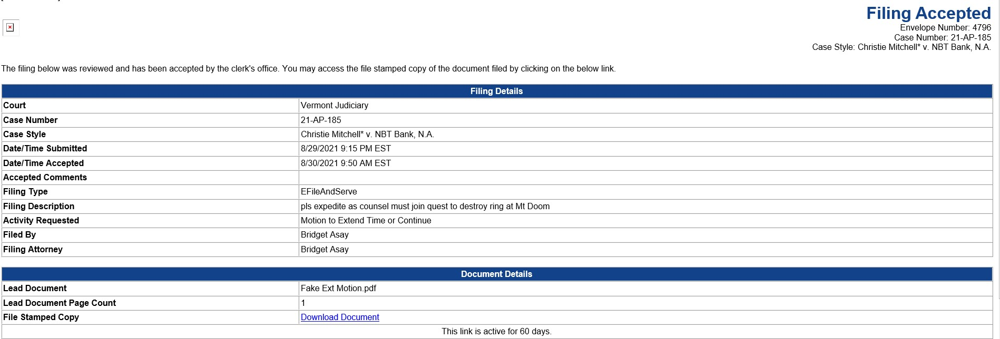 Filing Accepted
Envelope Number: 4796
Case Number: 21-AP-185
Case Style: Christie Mitchell* v. NBT Bank, N.A.
The filing below was reviewed and has been accepted by the clerk's office. You may access the file stamped copy of the document filed by clicking on the below link.
Filing Details
Court Vermont Judiciary
Case Number 21-AP-185
Case Style Christie Mitchell* v. NBT Bank, N.A.
Date/Time Submitted 8/29/2021 9:15 PM EST
Date/Time Accepted 8/30/2021 9:50 AM EST
Accepted Comments
Filing Type EFileAndServe
Filing Description pls expedite as counsel must join quest to destroy ring at Mt Doom
Activity Requested Motion to Extend Time or Continue
Filed By Bridget Asay
Filing Attorney Bridget Asay
Document Details
Lead Document Fake Ext Motion.pdf
Lead Document Page Count 1
File Stamped Copy Download Document
This link is active for 60 days.